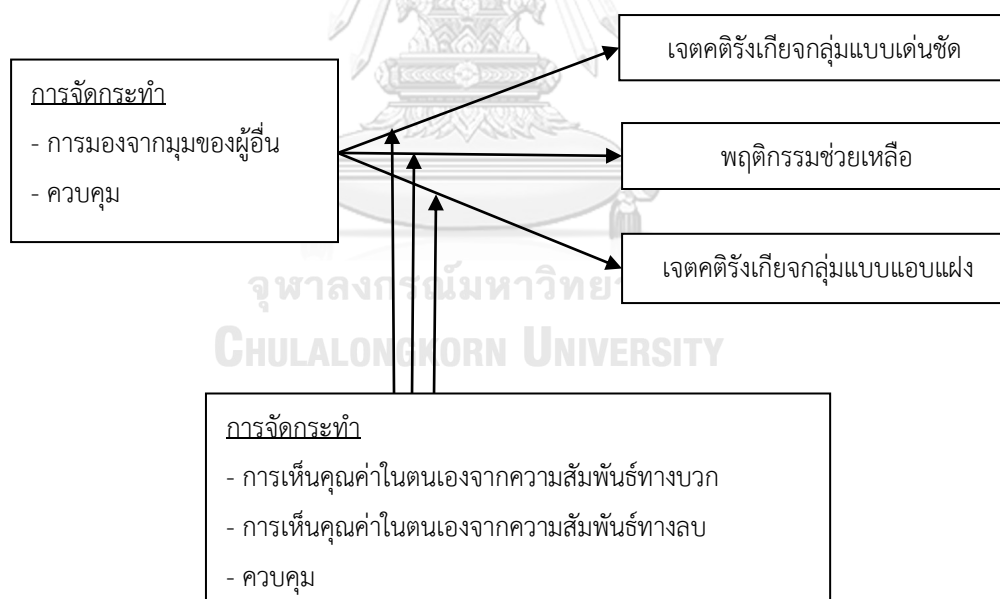 เจตคติรังเกียจกลุ่มแบบเด่นชัด
การจัดกระทำ
- การมองจากมุมของผู้อื่น
- ควบคุม
พฤติกรรมช่วยเหลือ
เจตคติรังเกียจกลุ่มแบบแอบแฝง
จุฬาลงกรณ์มหาวิทยา
CHULALONGKORN UNIVERSITY
การจัดกระทำ
- การเห็นคุณค่าในตนเองจากความสัมพันธ์ทางบวก
- การเห็นคุณค่าในตนเองจากความสัมพันธ์ทางลบ
- ควบคุม